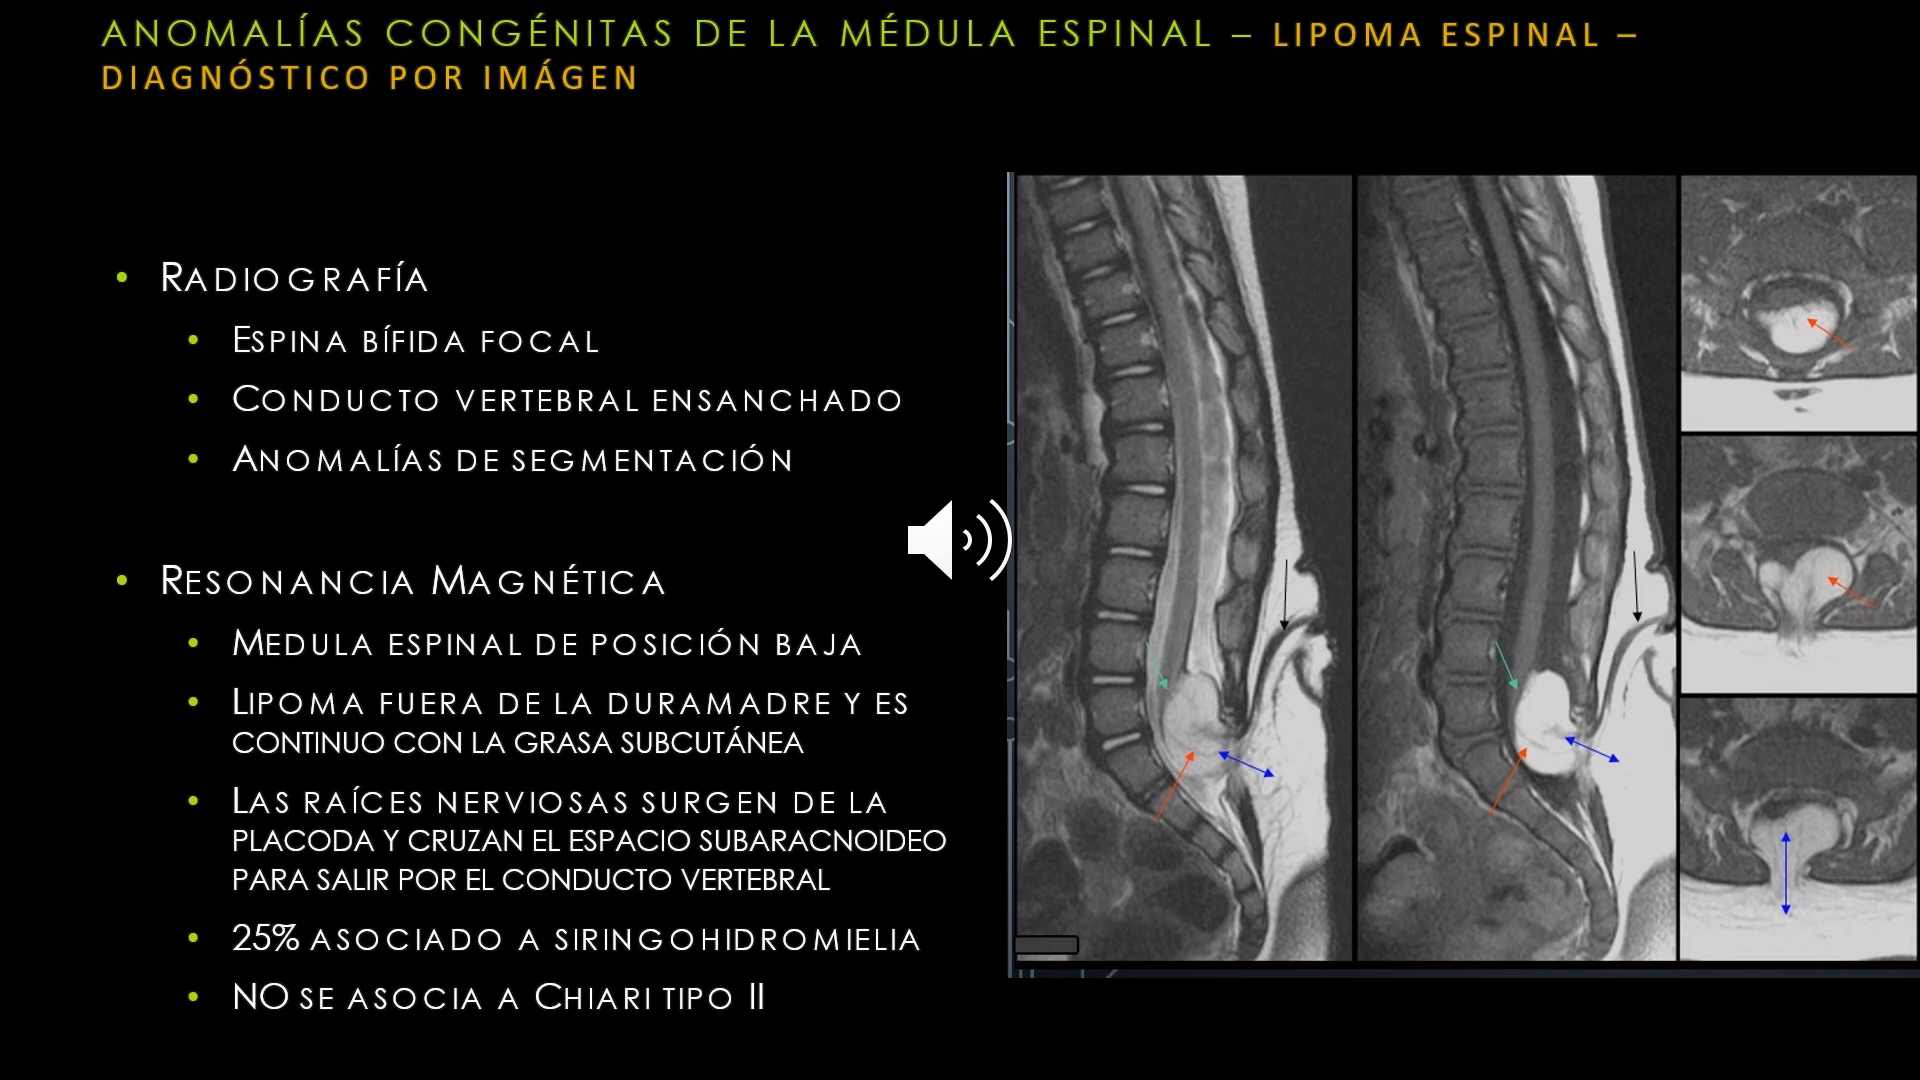 ANOMALÍAS CONGÉNITAS DE LA MÉDULA ESPINAL – LIPOMA ESPINAL –
DIAGNÓSTICO POR IMÁGEN
• RADIOGRAFÍA
• ESPINA BÍFIDA FOCAL
• CONDUCTO VERTEBRAL ENSANCHADO
• ANOMALÍAS DE SEGMENTACIÓN
• RESONANCIA MAGNÉTICA
• MEDULA ESPINAL DE POSICIÓN BAJA
• LIPOMA FUERA DE LA DURAMADRE Y ES
CONTINUO CON LA GRASA SUBCUTÁNEA
• LAS RAÍCES NERVIOSAS SURGEN DE LA
PLACODA Y CRUZAN EL ESPACIO SUBARACNOIDEO
PARA SALIR POR EL CONDUCTO VERTEBRAL
• 25% ASOCIADO A SIRINGOHIDROMIELIA
• NO SE ASOCIA A CHIARI TIPO II